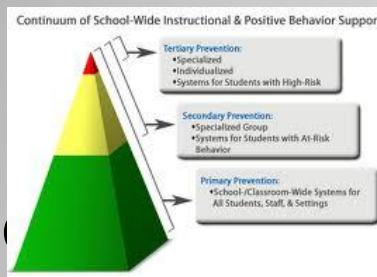 Continuum of School-Wide Instructional & Positive Behavior Suppor
Tertiary Prevention:
•Specialized
•Individualized
•Systems for Students with High-Risk
Secondary Prevention:
•Specialized Group
•Systems for Students with At-Risk
Behavior
Primary Prevention:
•School-/Classroom-Wide Systems for
All Students, Staff, & Settings